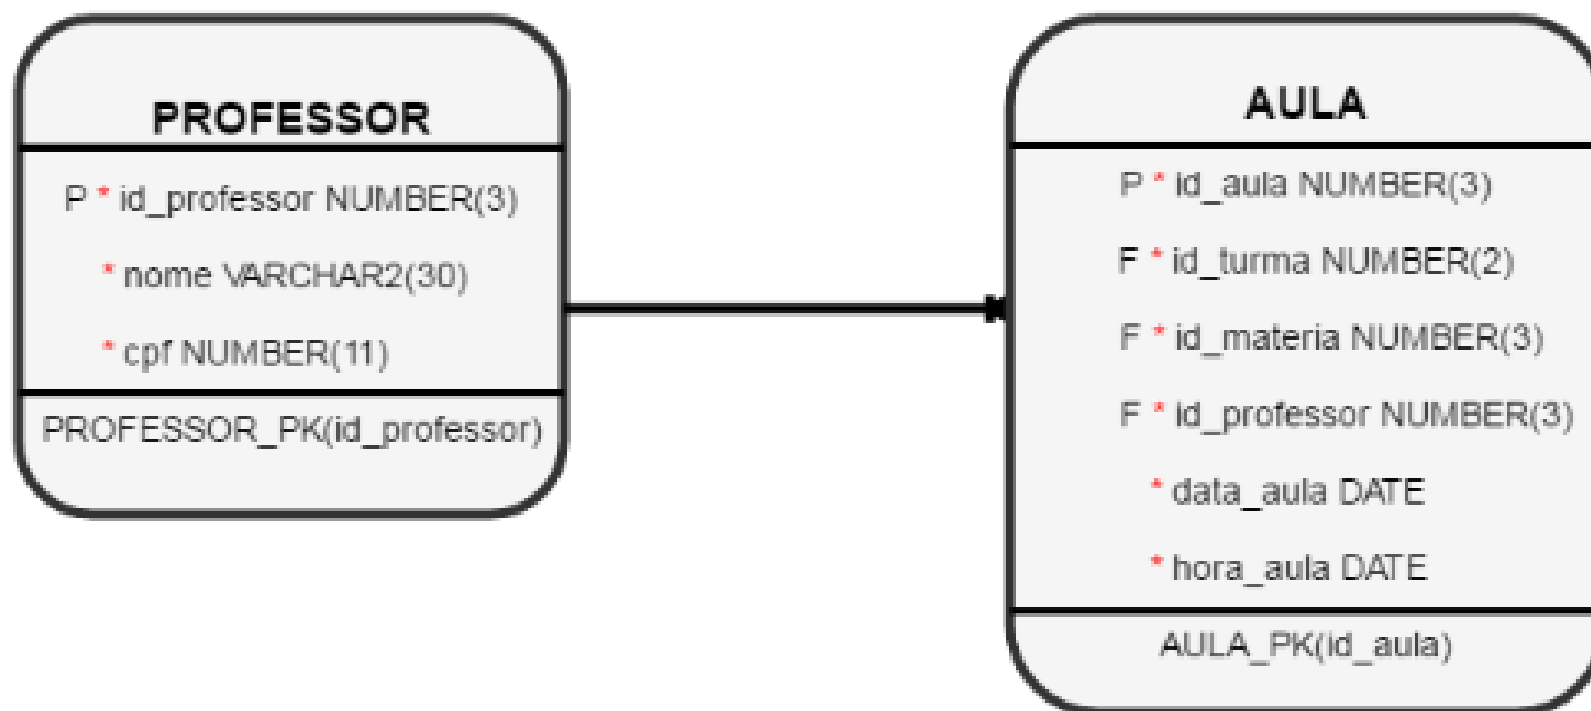 PROFESSOR
P * id_professor NUMBER(3)
* nome VARCHAR2(30)
* cpf NUMBER(11)
PROFESSOR_PK(id_professor)
AULA
P * id_aula NUMBER(3)
F * id_turma NUMBER(2)
F * id_materia NUMBER(3)
F * id_professor NUMBER(3)
* data_aula DATE
* hora_aula DATE
AULA_PK(id_aula)